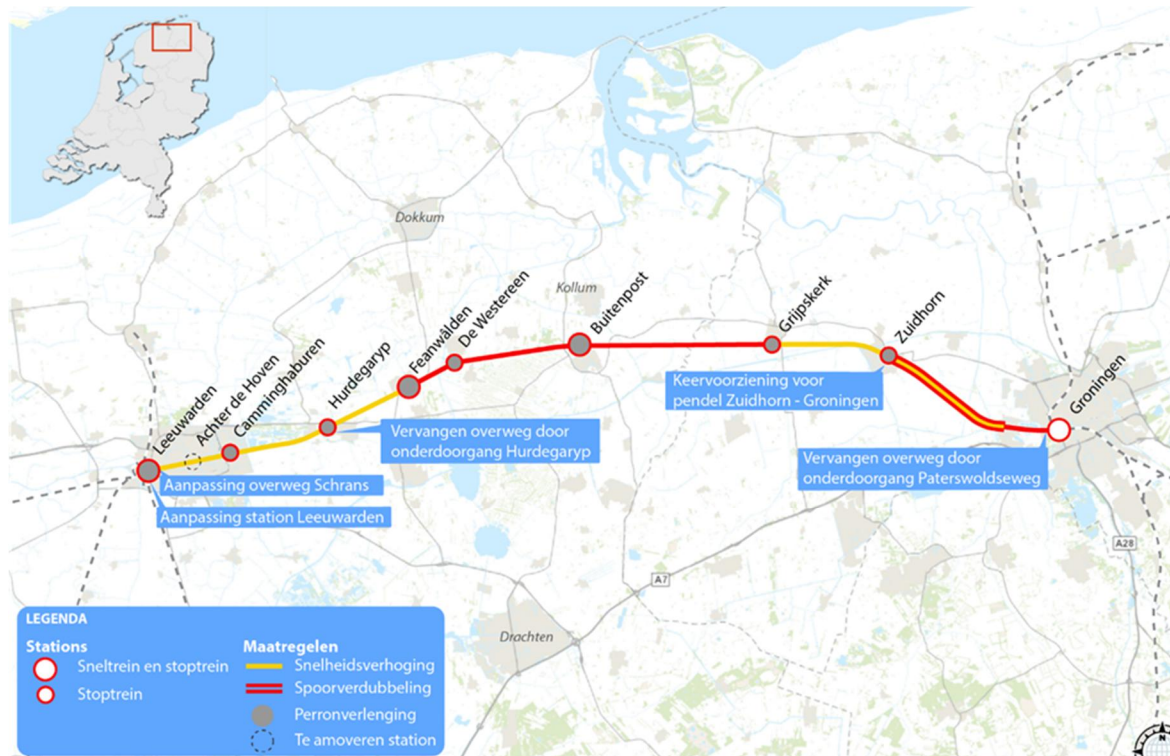 Dokkum
Kollum
Leeuwarden
Achter de Hoven
Camminghaburen
Hurdegaryp
Feanwâlden
De Westereen
Buitenpost
Grijpskerk
Zuidhorn
Groningen
Keervoorziening voor
pendel Zuidhorn - Groningen
Vervangen overweg door
onderdoorgang Hurdegaryp
Vervangen overweg door
onderdoorgang Paterswoldseweg
Aanpassing overweg Schrans
Aanpassing station Leeuwarden
A28
A7
Drachten
LEGENDA
Stations
Sneltrein en stoptrein
Stoptrein
Maatregelen
Snelheidsverhoging
Spoorverdubbeling
Perronverlenging
Te amoveren station